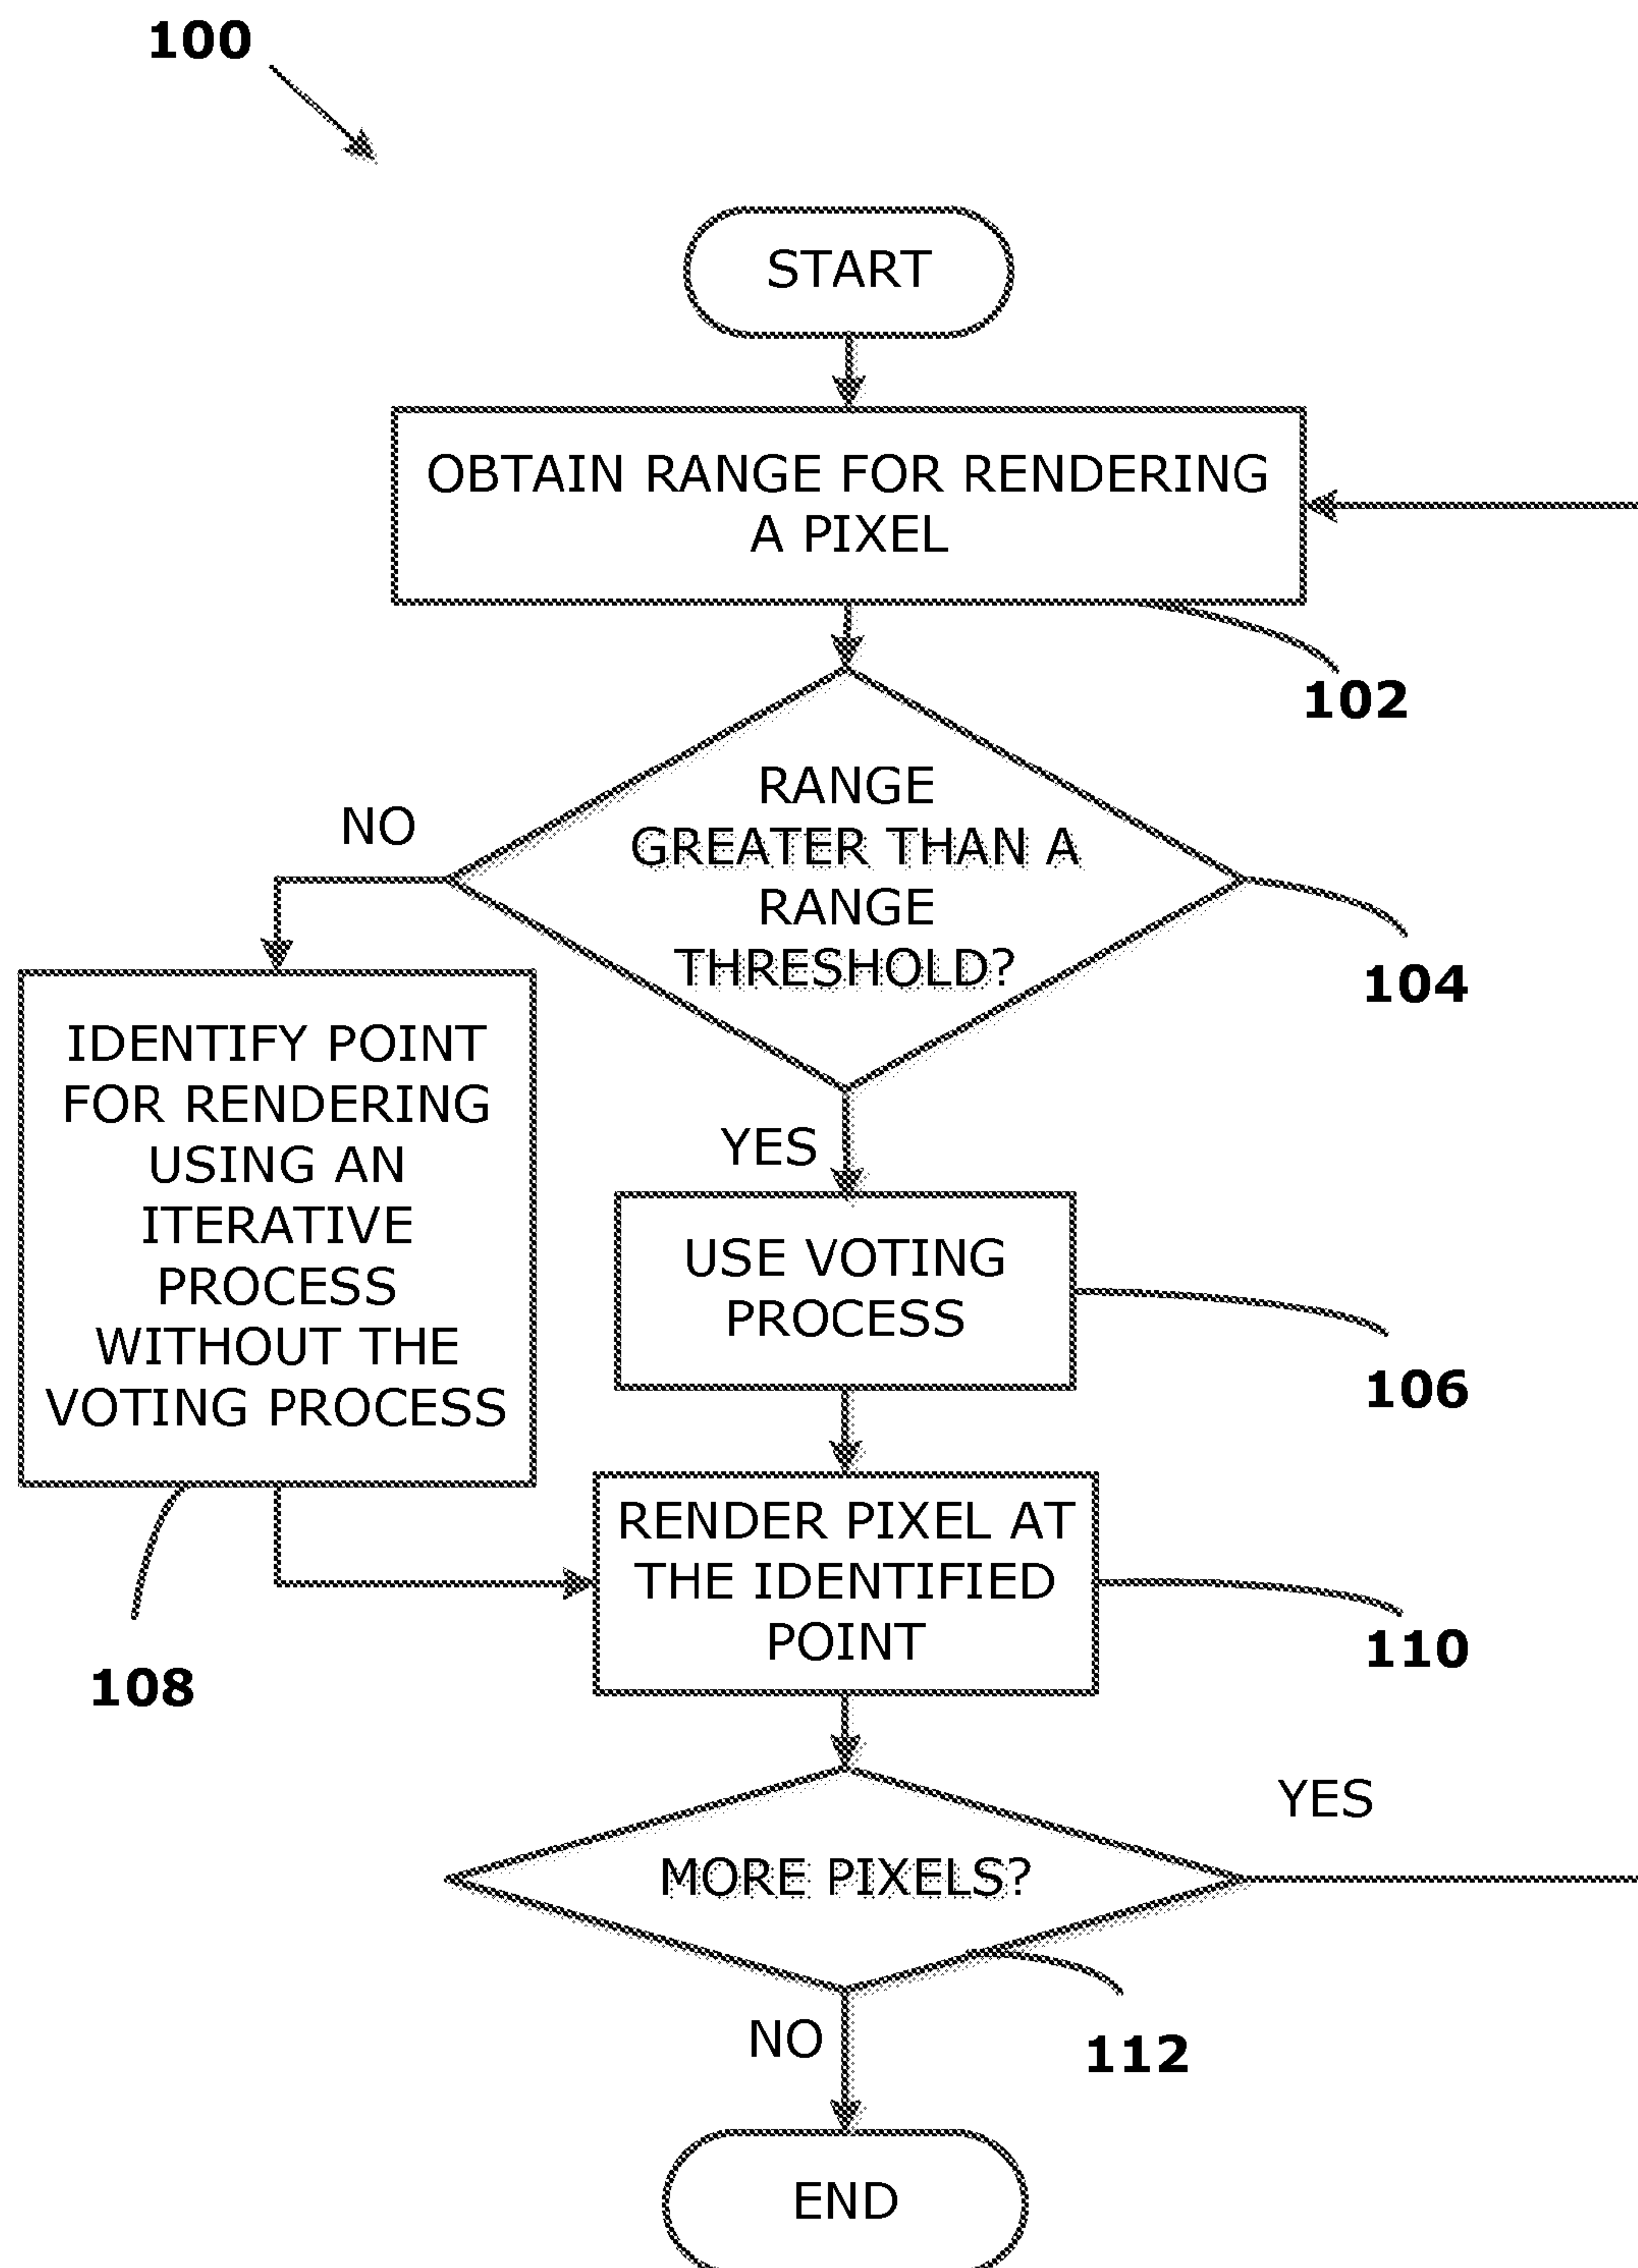 100
START
OBTAIN RANGE FOR RENDERING
A PIXEL
102
RANGE
GREATER THAN A
RANGE
THRESHOLD?
NO
104
IDENTIFY POINT
FOR RENDERING
USING AN
ITERATIVE
PROCESS
WITHOUT THE
VOTING PROCESS
YES
USE VOTING
PROCESS
106
RENDER PIXEL AT
THE IDENTIFIED
POINT
110
108
YES
MORE PIXELS?
NO
112
END